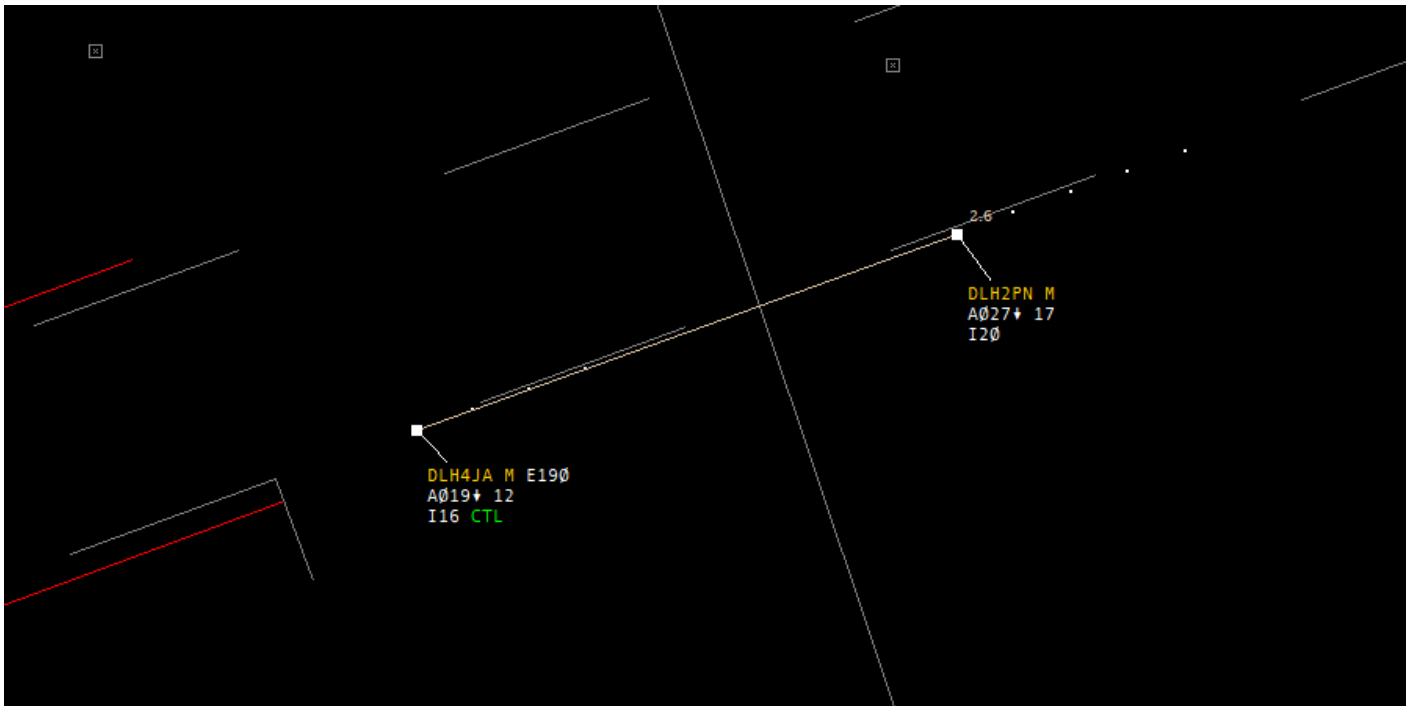 2.6
DLH2PN M
AØ27↓ 17
I2Ø
DLH4JA M E19Ø
AØ19↓ 12
I16 CTL